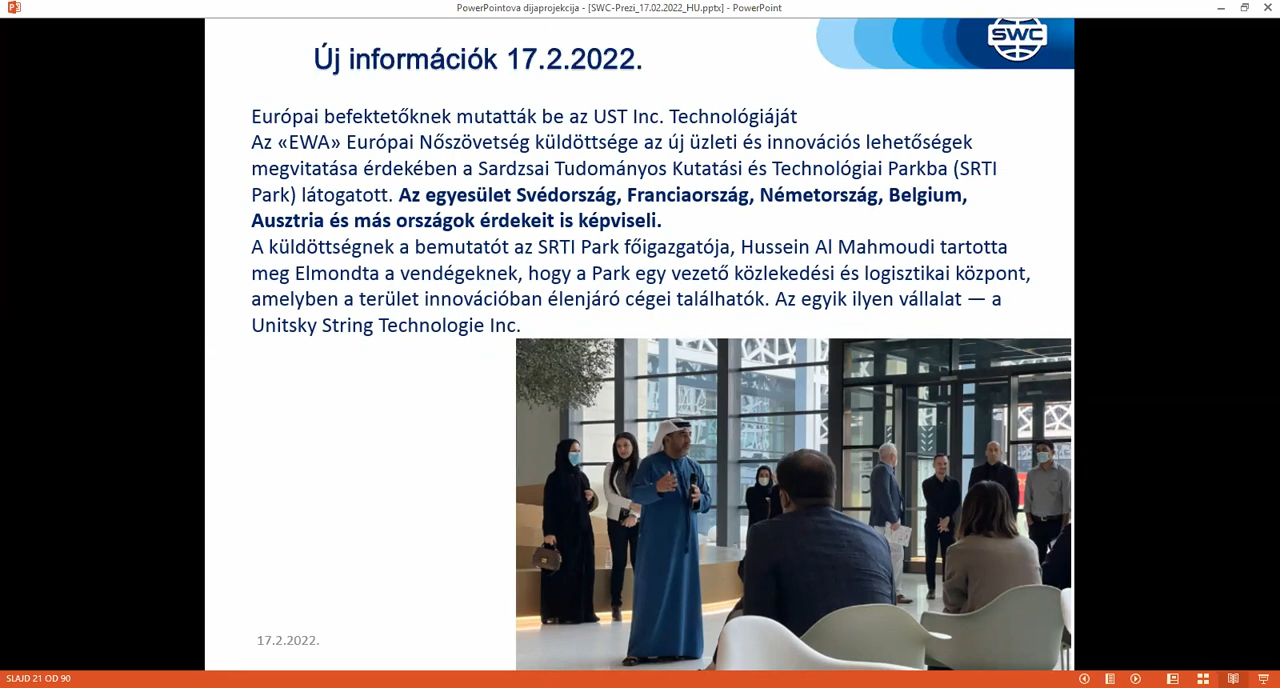 PowerPointova dijaprojekcija - [SWC-Prezi_17.02.2022_HU.pptx] - PowerPoint
SWC
Új információk 17.2.2022.
Európai befektetőknek mutatták be az UST Inc. Technológiáját
Az «EWA» Európai Nőszövetség küldöttsége az új üzleti és innovációs lehetőségek
megvitatása érdekében a Sardzsai Tudományos Kutatási és Technológiai Parkba (SRTI
Park) látogatott. Az egyesület Svédország, Franciaország, Németország, Belgium,
Ausztria és más országok érdekeit is képviseli.
A küldöttségnek a bemutatót az SRTI Park főigazgatója, Hussein Al Mahmoudi tartotta
meg Elmondta a vendégeknek, hogy a Park egy vezető közlekedési és logisztikai központ,
amelyben a terület innovációban élenjáró cégei találhatók. Az egyik ilyen vállalat — a
Unitsky String Technologie Inc.
17.2.2022.
SLAJD 21 OD 90